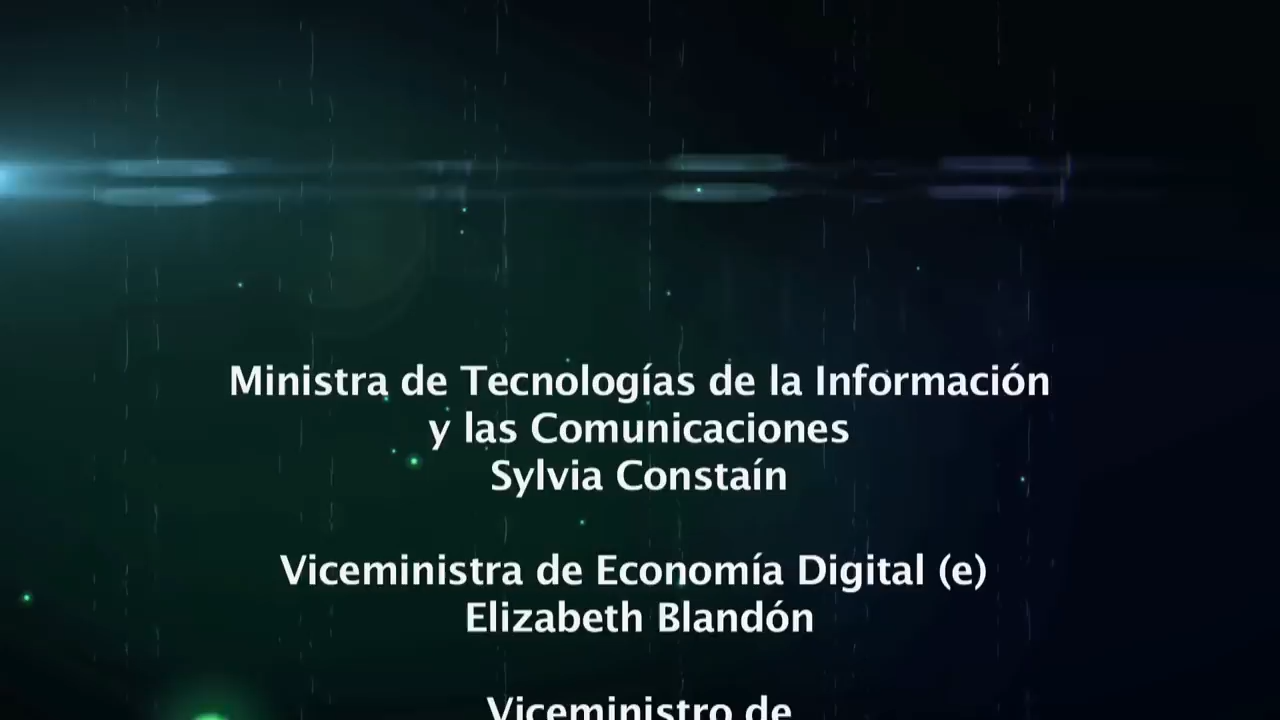 Ministra de Tecnologías de la Información
y las Comunicaciones
Sylvia Constaín
Viceministra de Economía Digital (e)
Elizabeth Blandón
Viceministro de